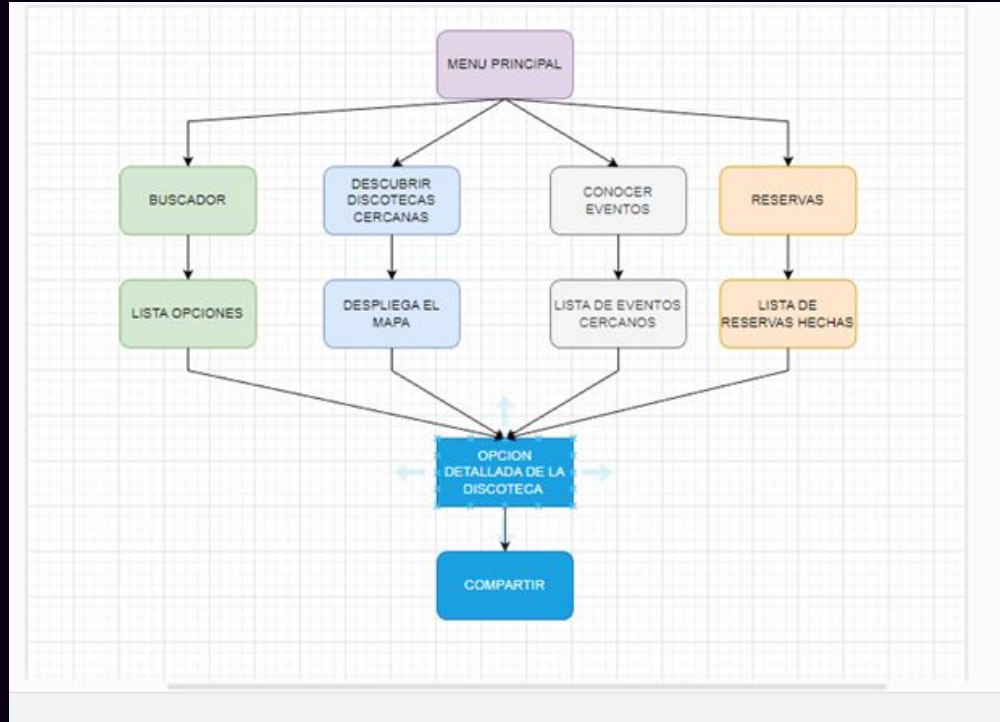 MENU PRINCIPAL
BUSCADOR
DESCUBRIR
DISCOTECAS
CERCANAS
CONOCER
EVENTOS
RESERVAS
LISTA OPCIONES
DESPLIEGA EL
MAPA
LISTA DE EVENTOS
CERCANOS
LISTA DE
RESERVAS HECHAS
OPCION
DETALLADA DE LA
DISCOTECA
COMPARTIR